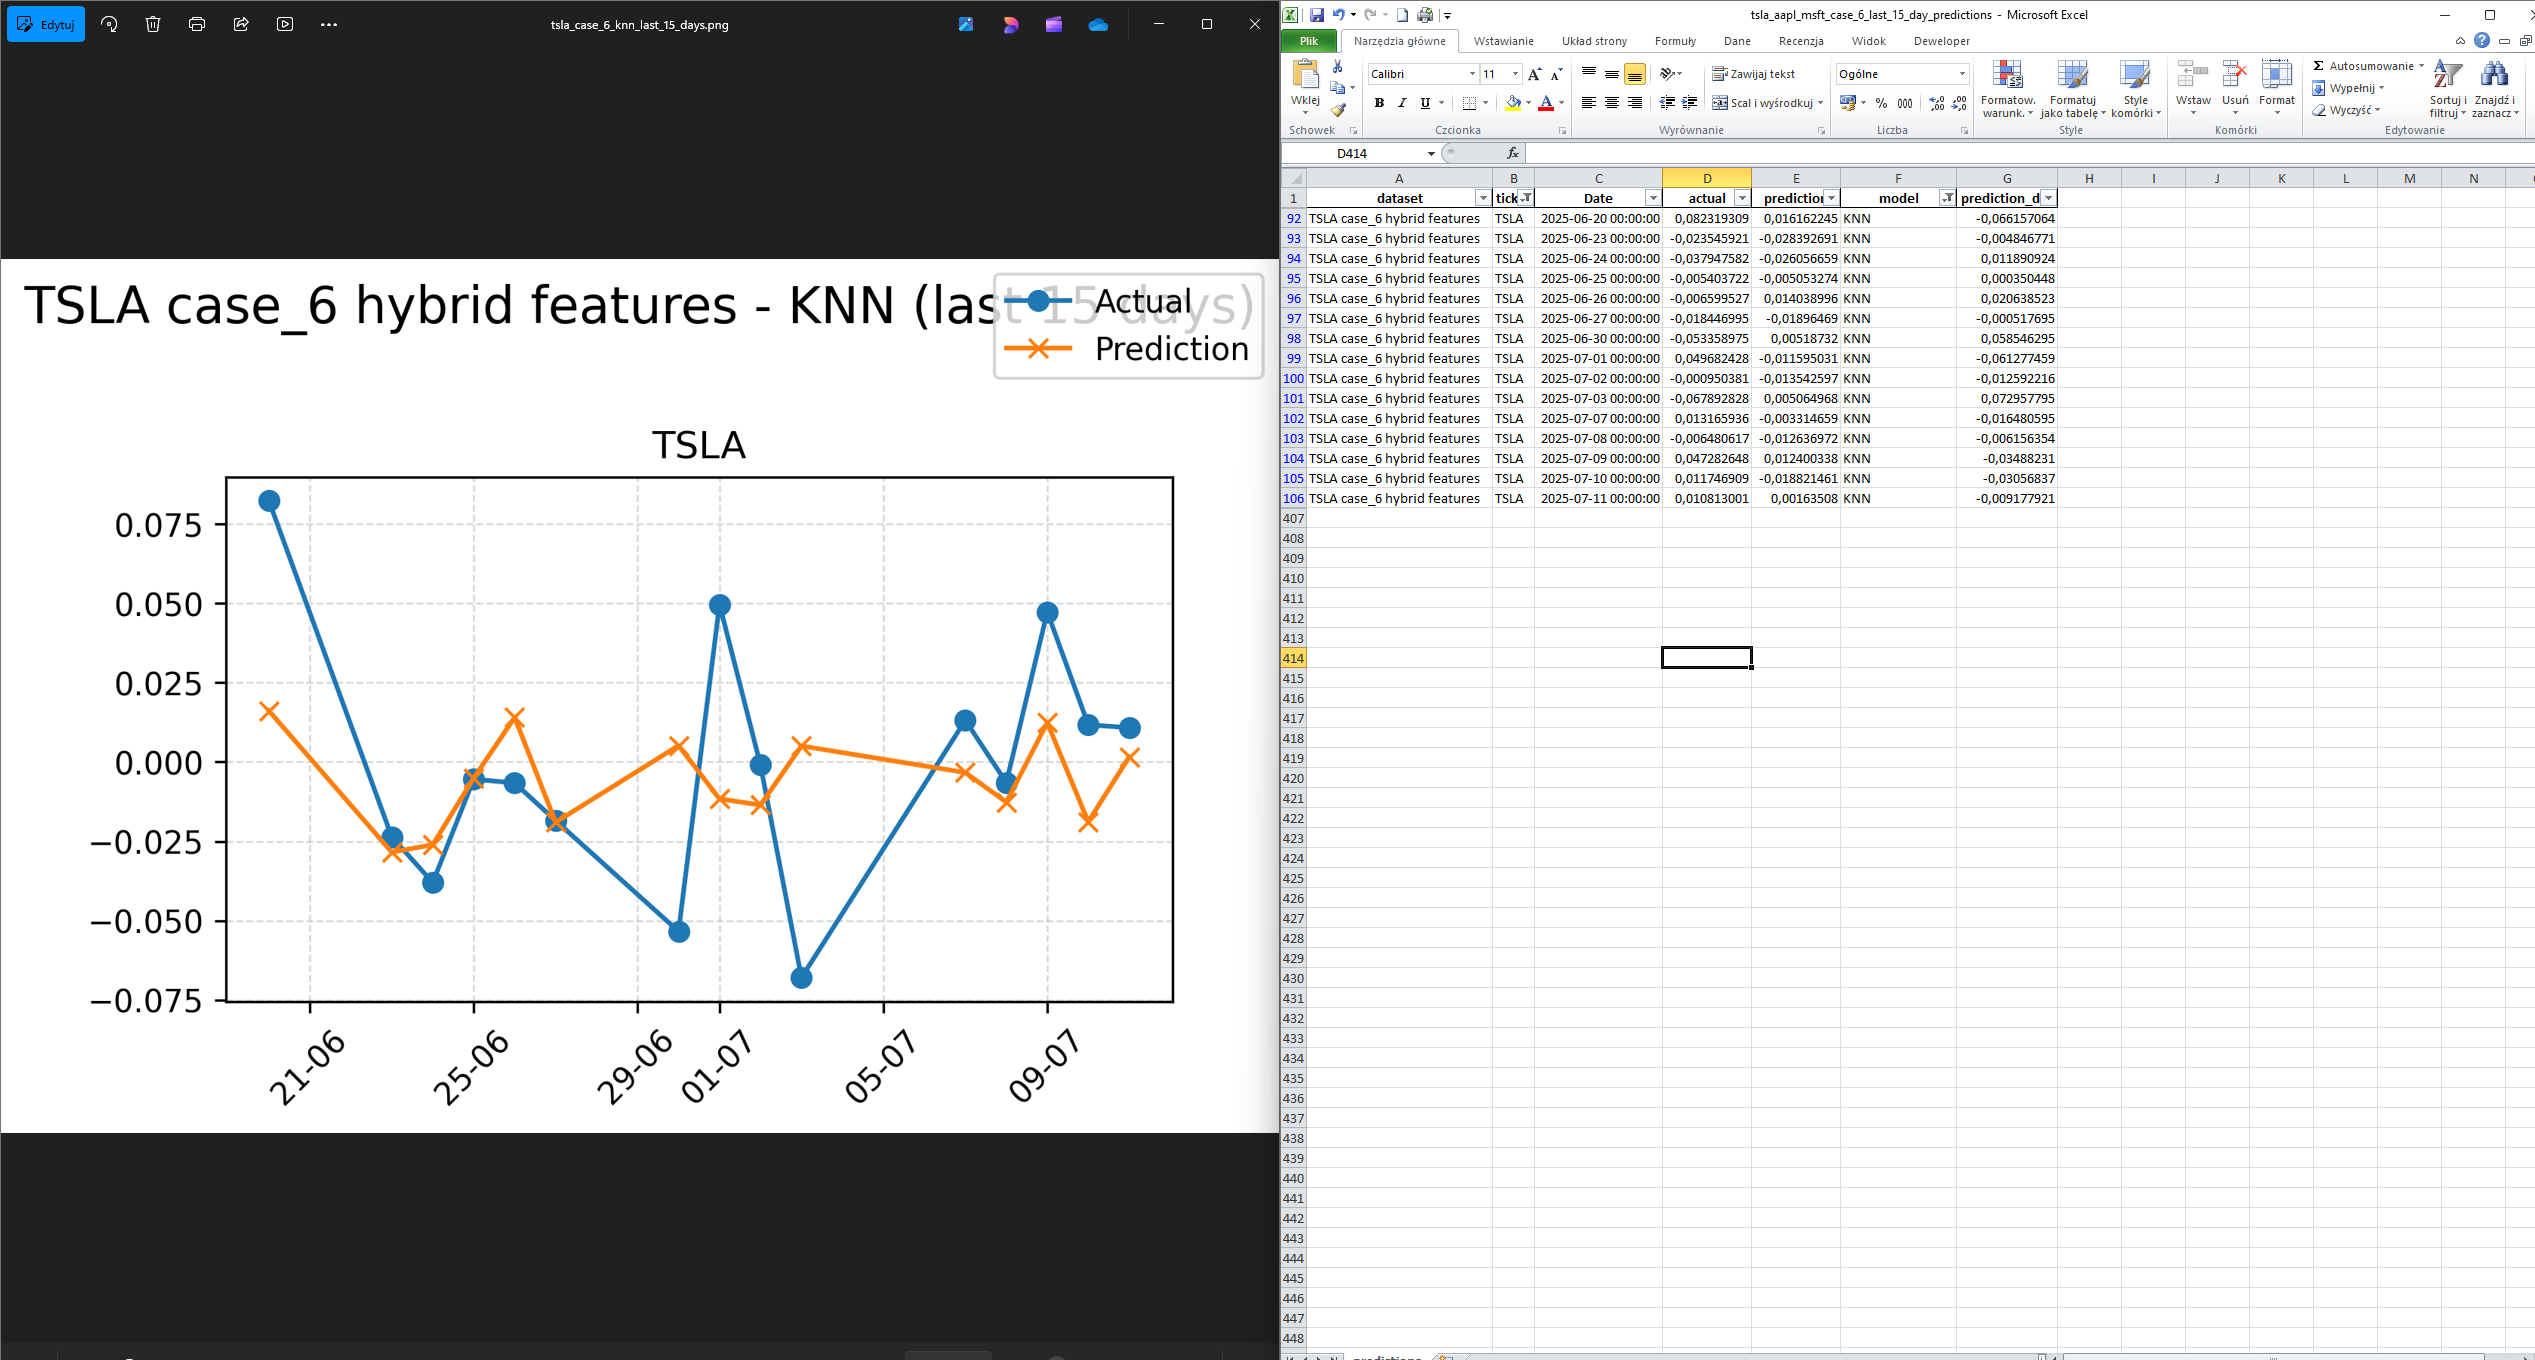 Edytuj
tsla_case_6_knn_last_15_days.png
TSLA case_6 hybrid features - KNN (last 15 days)
Actual
Prediction
TSLA
0.075
0.050
0.025
0.000
−0.025
−0.050
−0.075
21-06 25-06 29-06 01-07 05-07 09-07
tsla_aapl_msft_case_6_last_15_day_predictions - Microsoft Excel
Plik Narzędzia główne Wstawianie Układ strony Formuły Dane Recenzja Widok Deweloper
Wklej
Schowek
Calibri 11
B I U
Czcionka
Zawijaj tekst
Scal i wyśrodkuj
Wyrównanie
Ogólne
% 000
Liczba
Formatow. warunk.
Formatuj jako tabelę
Style komórki
Style
Wstaw Usuń Format
Komórki
Σ Autosumowanie
Wypełnij
Wyczyść
Sortuj i filtruj
Znajdź i zaznacz
Edytowanie
D414 fx
A B C D E F G H I J K L M N
1 dataset tick Date actual prediction model prediction_d
92 TSLA case_6 hybrid features TSLA 2025-06-20 00:00:00 0,082319309 0,016162245 KNN -0,066157064
93 TSLA case_6 hybrid features TSLA 2025-06-23 00:00:00 -0,023545921 -0,028392691 KNN -0,004846771
94 TSLA case_6 hybrid features TSLA 2025-06-24 00:00:00 -0,037947582 -0,026056659 KNN 0,011890924
95 TSLA case_6 hybrid features TSLA 2025-06-25 00:00:00 -0,005403722 -0,005053274 KNN 0,000350448
96 TSLA case_6 hybrid features TSLA 2025-06-26 00:00:00 -0,006599527 0,014038996 KNN 0,020638523
97 TSLA case_6 hybrid features TSLA 2025-06-27 00:00:00 -0,018446995 -0,01896469 KNN -0,000517695
98 TSLA case_6 hybrid features TSLA 2025-06-30 00:00:00 -0,053358975 0,00518732 KNN 0,058546295
99 TSLA case_6 hybrid features TSLA 2025-07-01 00:00:00 0,049682428 -0,011595031 KNN -0,061277459
100 TSLA case_6 hybrid features TSLA 2025-07-02 00:00:00 -0,000950381 -0,013542597 KNN -0,012592216
101 TSLA case_6 hybrid features TSLA 2025-07-03 00:00:00 -0,067892828 0,005064968 KNN 0,072957795
102 TSLA case_6 hybrid features TSLA 2025-07-07 00:00:00 0,013165936 -0,003314659 KNN -0,016480595
103 TSLA case_6 hybrid features TSLA 2025-07-08 00:00:00 -0,006480617 -0,012636972 KNN -0,006156354
104 TSLA case_6 hybrid features TSLA 2025-07-09 00:00:00 0,047282648 0,012400338 KNN -0,03488231
105 TSLA case_6 hybrid features TSLA 2025-07-10 00:00:00 0,011746909 -0,018821461 KNN -0,03056837
106 TSLA case_6 hybrid features TSLA 2025-07-11 00:00:00 0,010813001 0,00163508 KNN -0,009177921
407
408
409
410
411
412
413
414
415
416
417
418
419
420
421
422
423
424
425
426
427
428
429
430
431
432
433
434
435
436
437
438
439
440
441
442
443
444
445
446
447
448